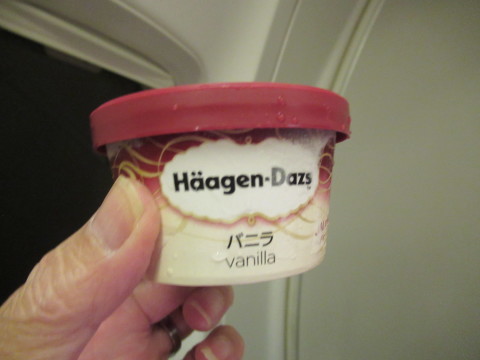 Häagen-Dazs
バニラ
vanilla